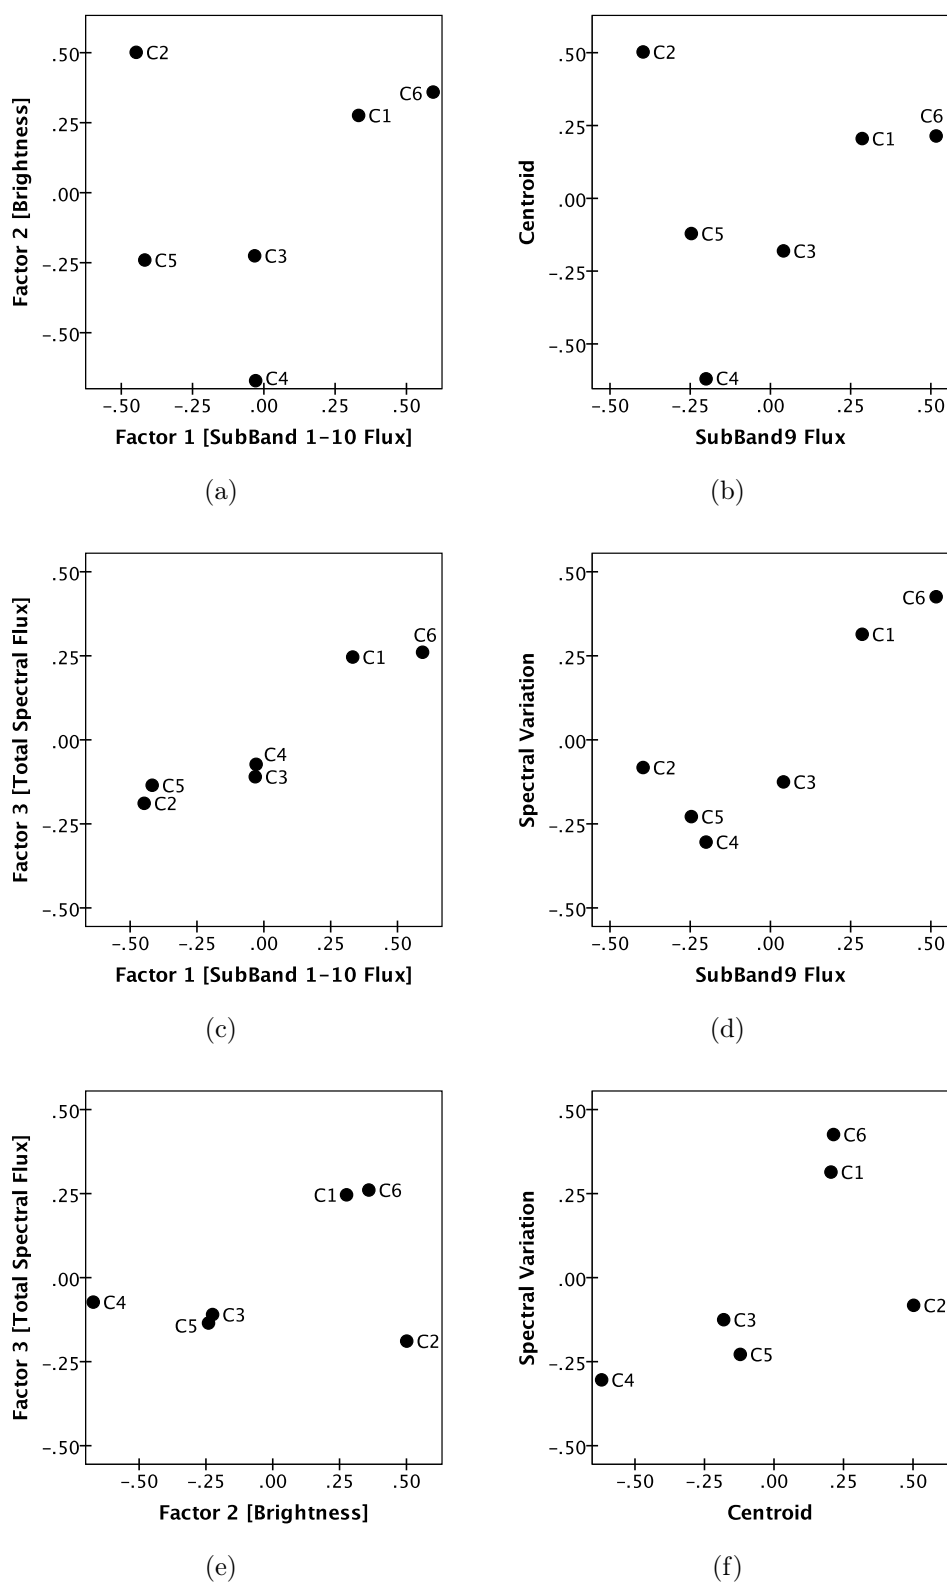 .50
.25
.00
-.25
-.50
Factor 2 [Brightness]
C2
C6
C1
C5
C3
C4
-.50 -.25 .00 .25 .50
Factor 1 [SubBand 1-10 Flux]
(a)
.50
.25
.00
-.25
-.50
Centroid
C2
C6
C1
C5
C3
C4
-.50 -.25 .00 .25 .50
SubBand9 Flux
(b)
.50
.25
.00
-.25
-.50
Factor 3 [Total Spectral Flux]
C6
C1
C4
C3
C5
C2
-.50 -.25 .00 .25 .50
Factor 1 [SubBand 1-10 Flux]
(c)
.50
.25
.00
-.25
-.50
Spectral Variation
C6
C1
C2
C3
C5
C4
-.50 -.25 .00 .25 .50
SubBand9 Flux
(d)
.50
.25
.00
-.25
-.50
Factor 3 [Total Spectral Flux]
C1 C6
C4
C3
C5
C2
-.50 -.25 .00 .25 .50
Factor 2 [Brightness]
(e)
.50
.25
.00
-.25
-.50
Spectral Variation
C6
C1
C2
C3
C5
C4
-.50 -.25 .00 .25 .50
Centroid
(f)